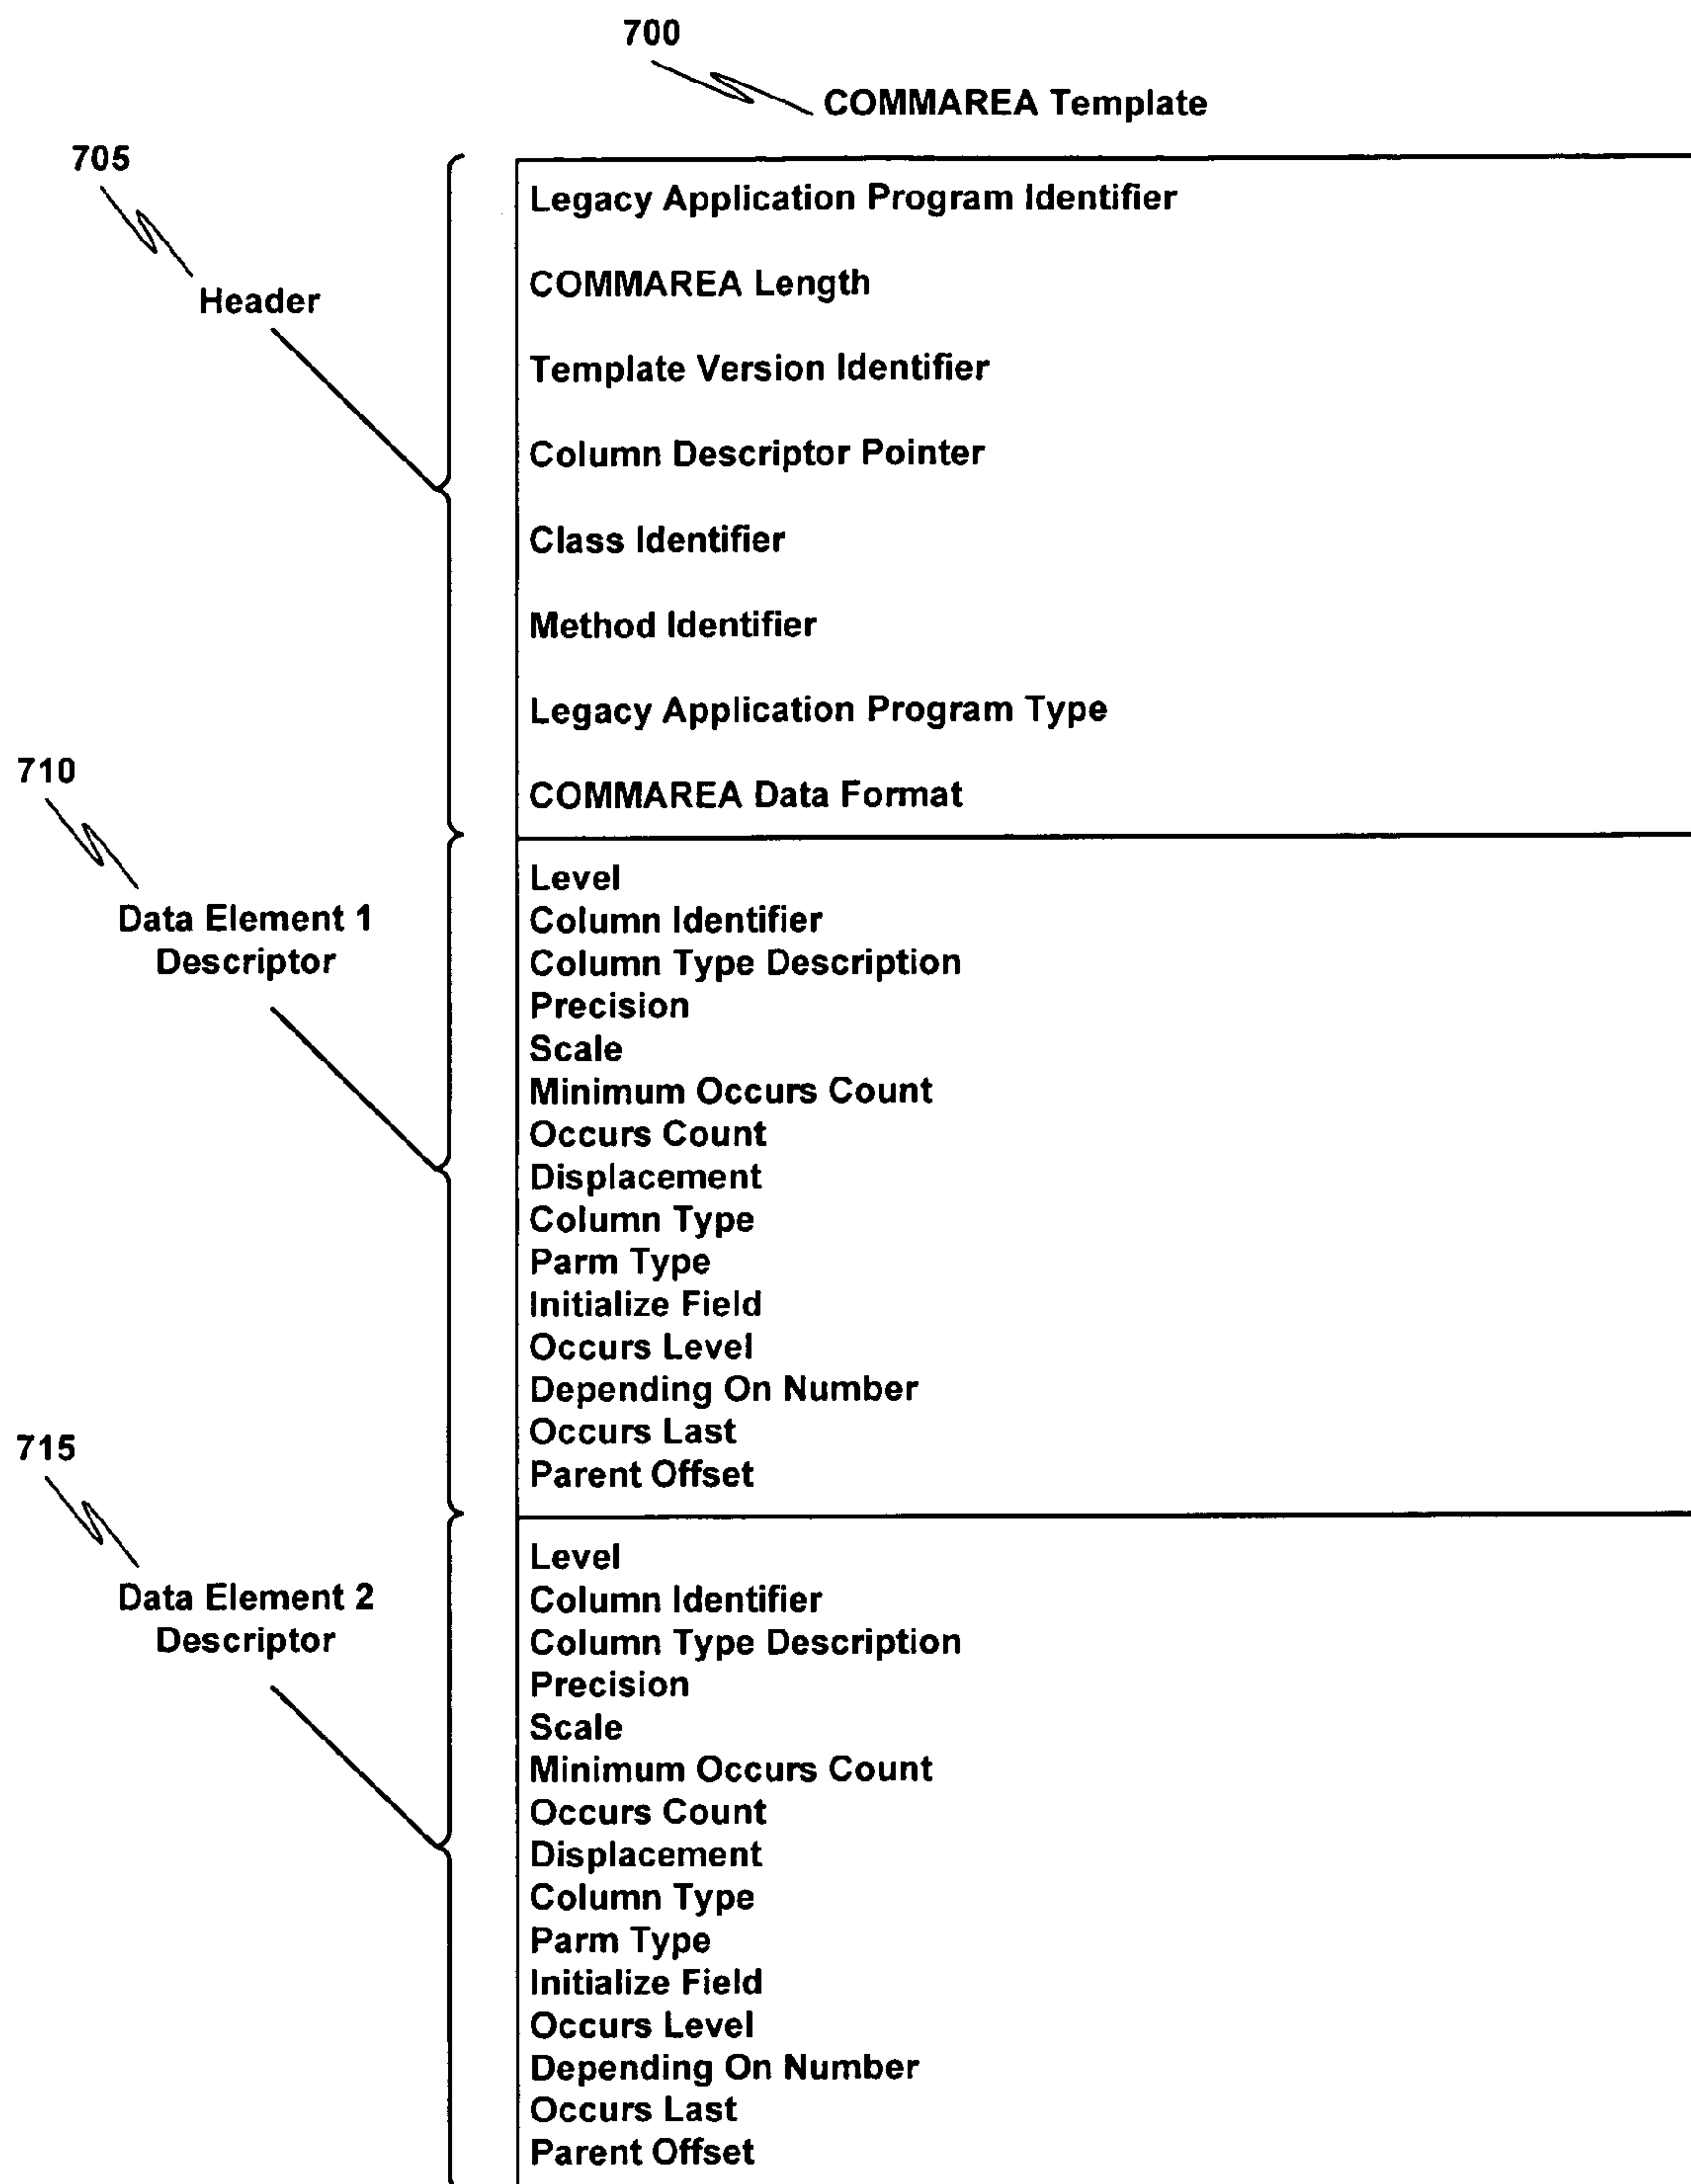 700
COMMAREA Template
705
Header
Legacy Application Program Identifier
COMMAREA Length
Template Version Identifier
Column Descriptor Pointer
Class Identifier
Method Identifier
Legacy Application Program Type
COMMAREA Data Format
710
Data Element 1
Descriptor
Level
Column Identifier
Column Type Description
Precision
Scale
Minimum Occurs Count
Occurs Count
Displacement
Column Type
Parm Type
Initialize Field
Occurs Level
Depending On Number
Occurs Last
Parent Offset
715
Data Element 2
Descriptor
Level
Column Identifier
Column Type Description
Precision
Scale
Minimum Occurs Count
Occurs Count
Displacement
Column Type
Parm Type
Initialize Field
Occurs Level
Depending On Number
Occurs Last
Parent Offset